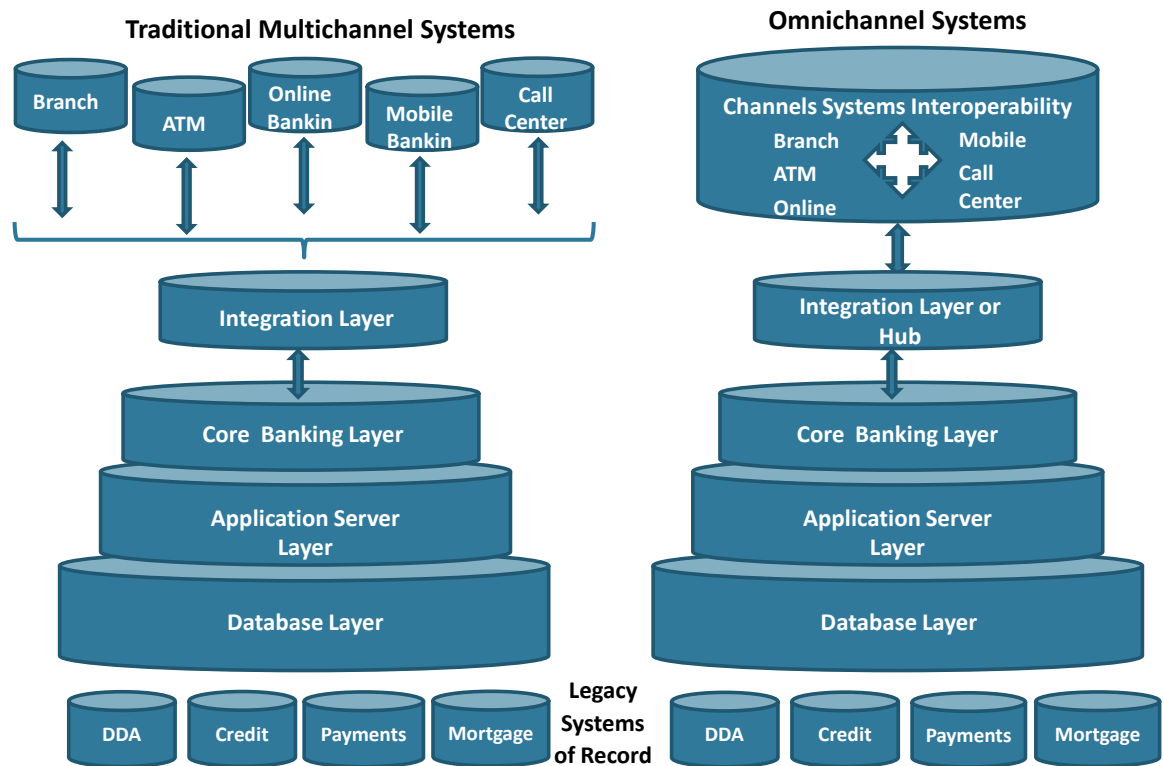 Traditional Multichannel Systems
Branch
ATM
Online
Bankin
Mobile
Bankin
Call
Center
Integration Layer
Core Banking Layer
Application Server
Layer
Database Layer
DDA
Credit
Payments
Mortgage
Legacy
Systems
of Record
Omnichannel Systems
Channels Systems Interoperability
Branch
ATM
Online
Mobile
Call
Center
Integration Layer or
Hub
Core Banking Layer
Application Server
Layer
Database Layer
DDA
Credit
Payments
Mortgage